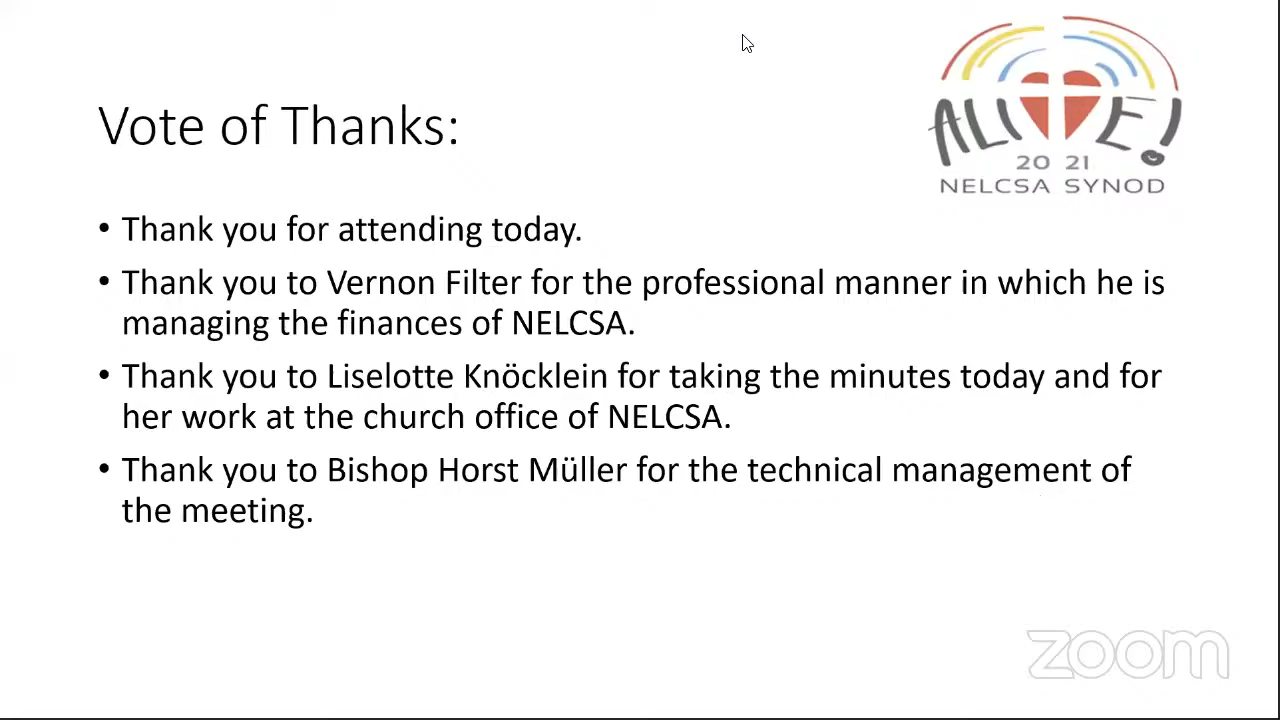 ALIVE!
20 21
NELCSA SYNOD
Vote of Thanks:
• Thank you for attending today.
• Thank you to Vernon Filter for the professional manner in which he is
managing the finances of NELCSA.
• Thank you to Liselotte Knöcklein for taking the minutes today and for
her work at the church office of NELCSA.
• Thank you to Bishop Horst Müller for the technical management of
the meeting.
zoom